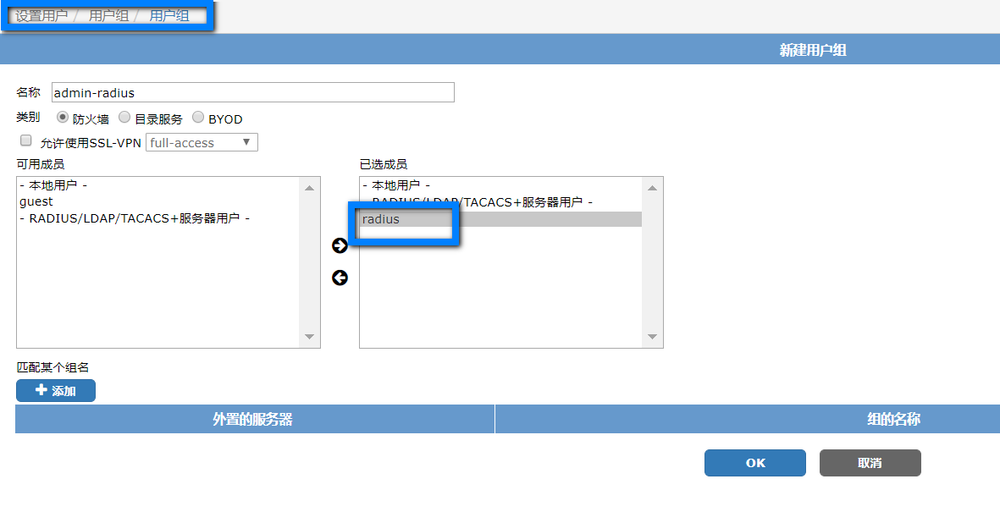 设置用户 / 用户组 / 用户组
新建用户组
名称 admin-radius
类别 防火墙 目录服务 BYOD
允许使用SSL-VPN full-access
可用成员 已选成员
- 本地用户 - - 本地用户 -
guest - RADIUS/LDAP/TACACS+服务器用户 -
- RADIUS/LDAP/TACACS+服务器用户 - radius
匹配某个组名
添加
外置的服务器 组的名称
OK 取消